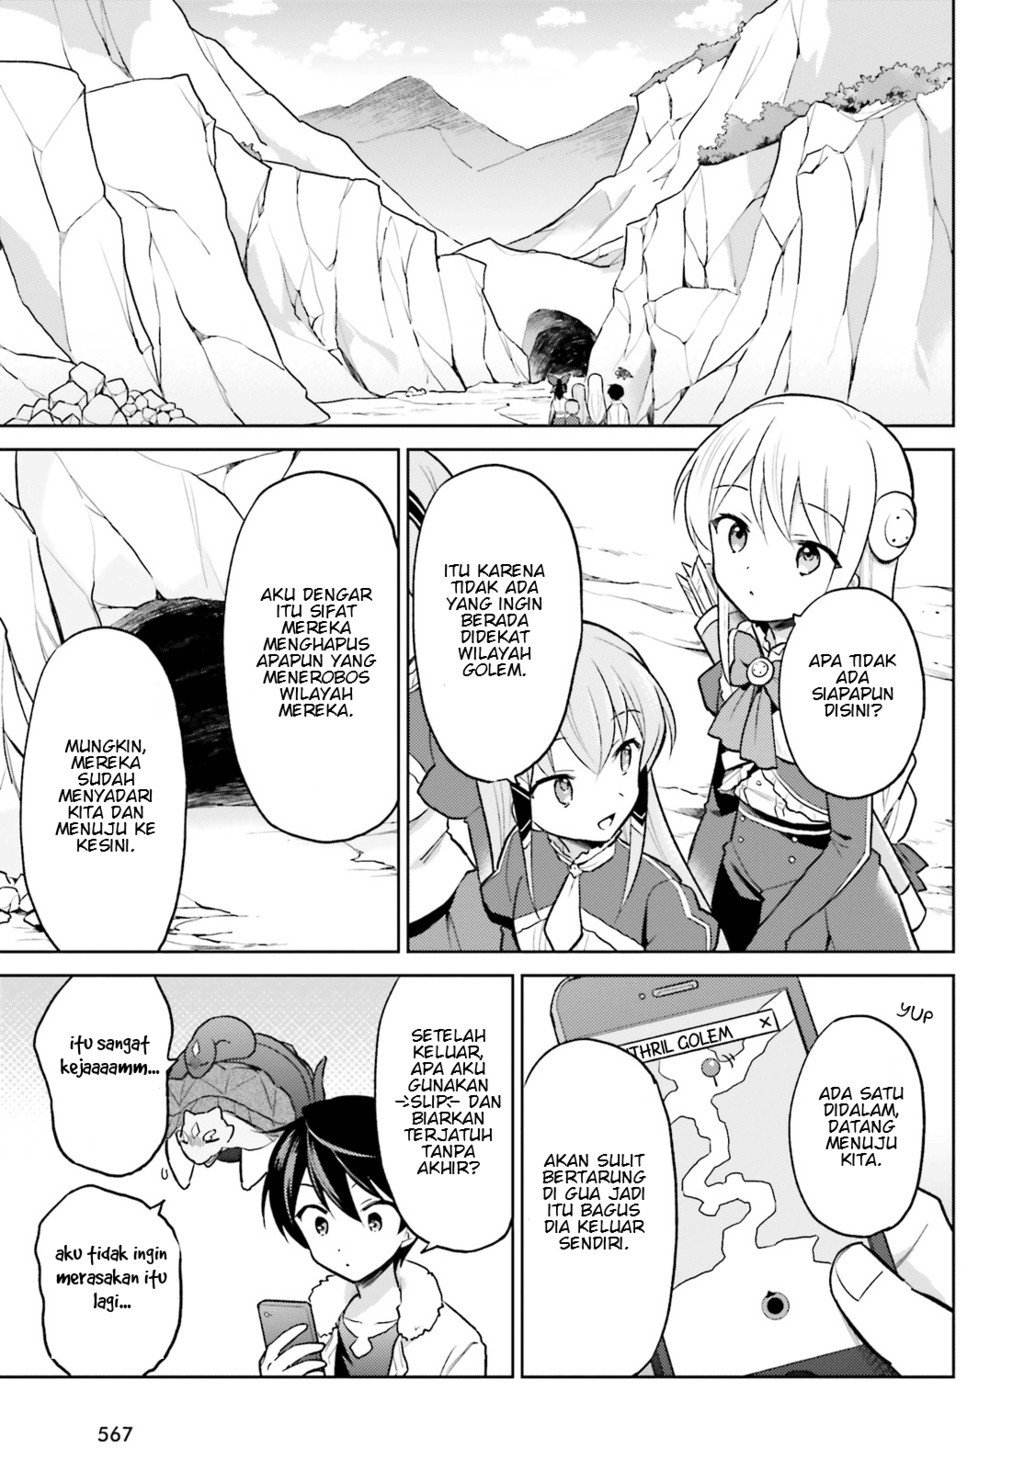 APA TIDAK
ADA
SIAPAPUN
DISINI?
ITU KARENA
TIDAK ADA
YANG INGIN
BERADA
DIDEKAT
WILAYAH
GOLEM.
AKU DENGAR
ITU SIFAT
MEREKA
MENGHAPUS
APAPUN YANG
MENEROBOS
WILAYAH
MEREKA.
MUNGKIN,
MEREKA
SUDAH
MENYADARI
KITA DAN
MENUJU KE
KESINI.
YUP
ADA SATU
DIDALAM,
DATANG
MENUJU
KITA.
THRIL GOLEM X
AKAN SULIT
BERTARUNG
DI GUA JADI
ITU BAGUS
DIA KELUAR
SENDIRI.
SETELAH
KELUAR,
APA AKU
GUNAKAN
SLIP DAN
BIARKAN
TERJATUH
TANPA
AKHIR?
itu sangat
kejaaaamm...
aku tidak ingin
merasakan itu
lagi...
567